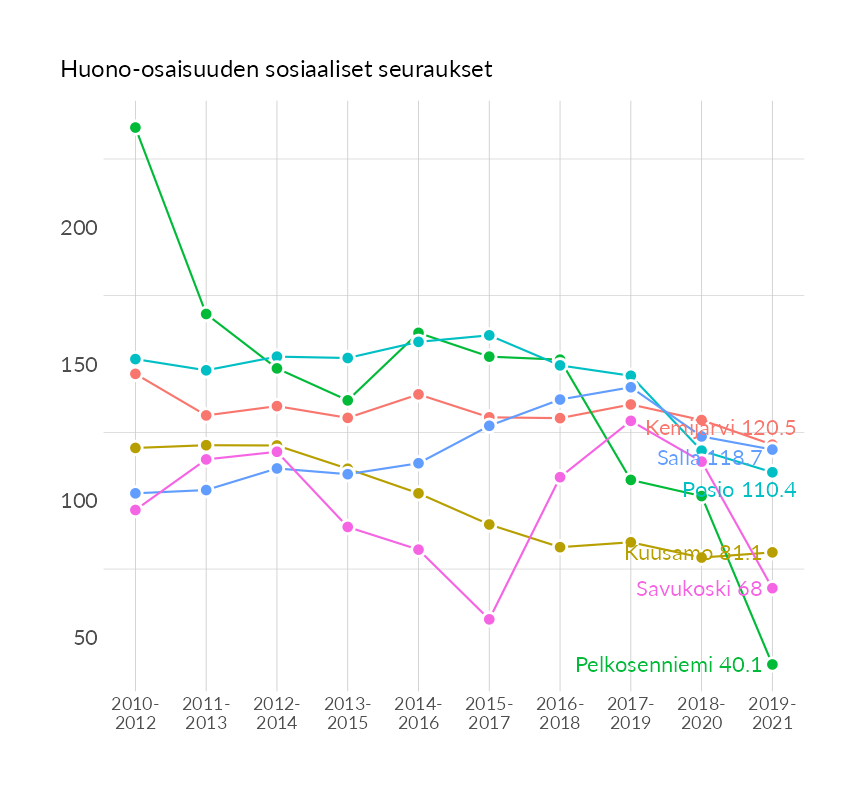 Huono-osaisuuden sosiaaliset seuraukset
200
150
100
50
Kemijärvi 120.5
Salla 118.7
Posio 110.4
Kuusamo 81.1
Savukoski 68
Pelkosenniemi 40.1
2010-2012
2011-2013
2012-2014
2013-2015
2014-2016
2015-2017
2016-2018
2017-2019
2018-2020
2019-2021